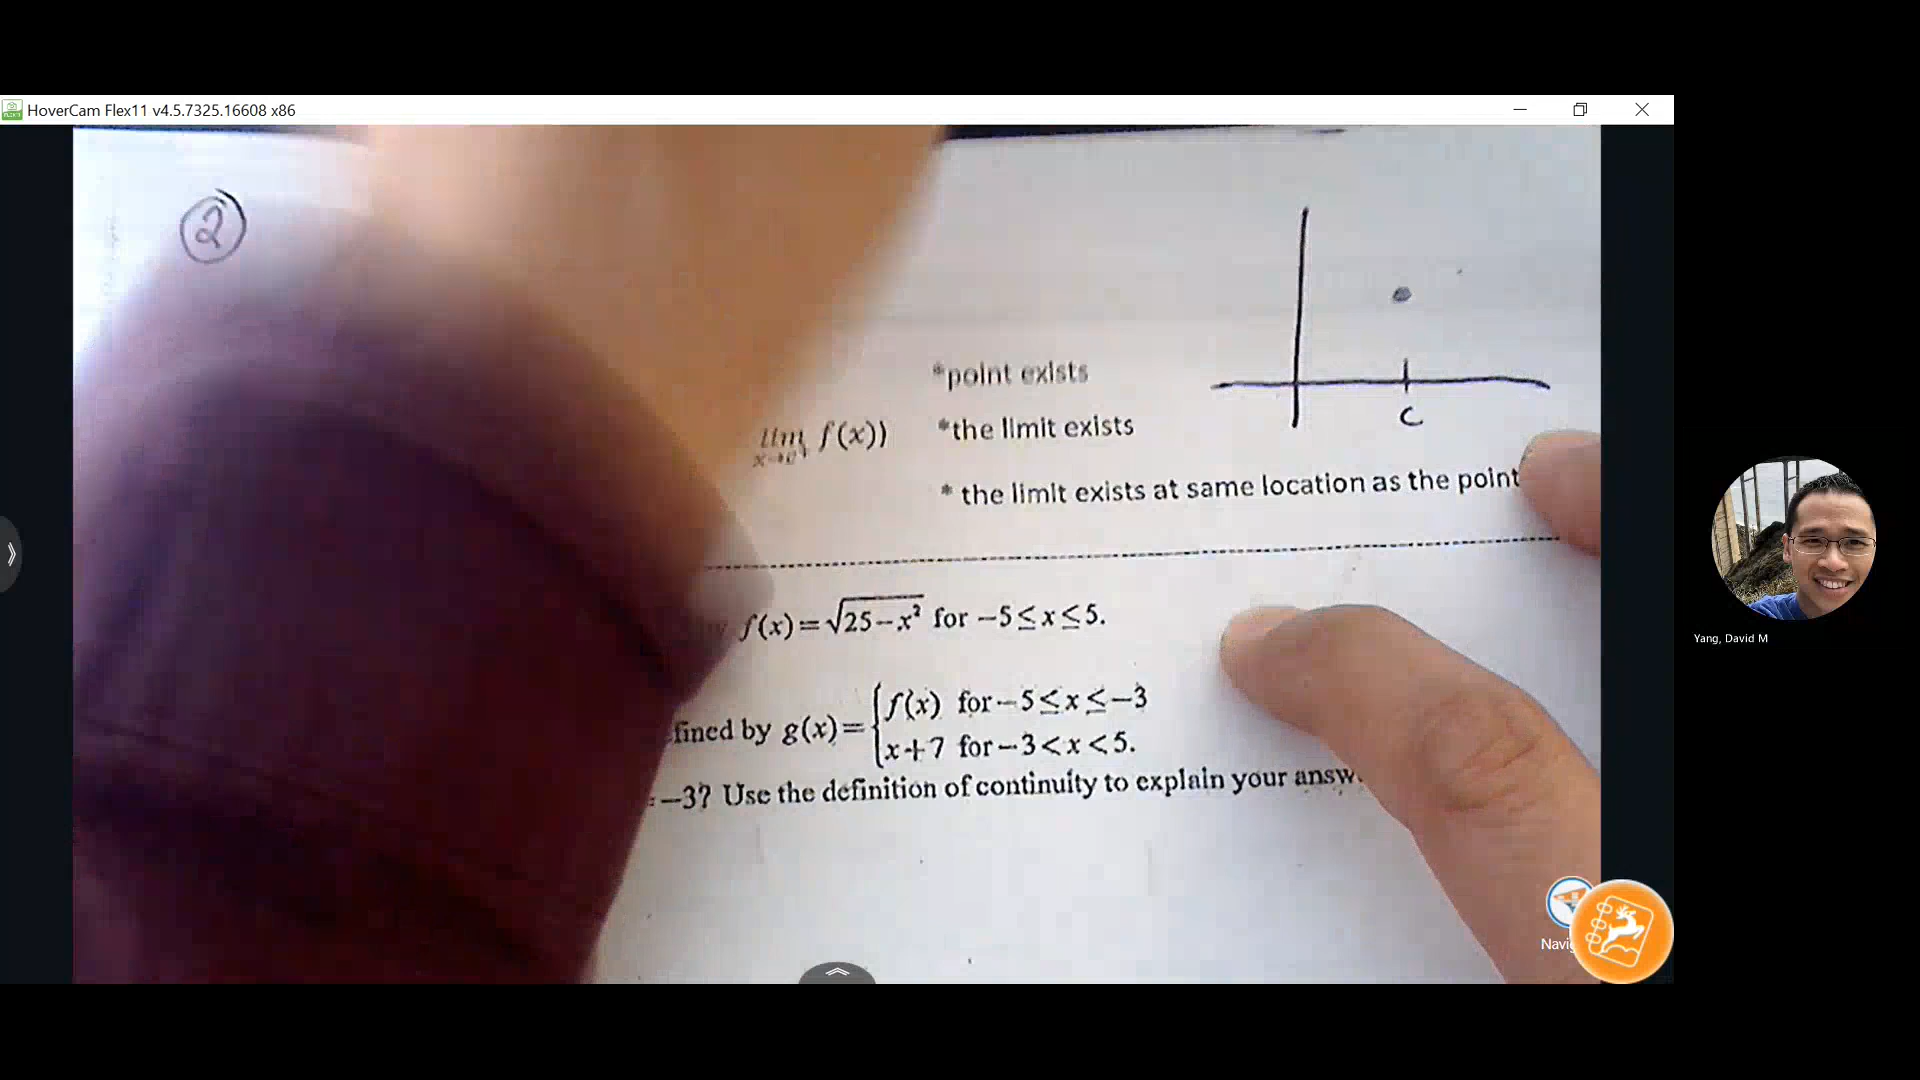 HoverCam Flex11 v4.5.7325.16608 x86
2
*point exists
lim f(x))
x→c⁺
*the limit exists
C
* the limit exists at same location as the point
f(x)=√25−x² for −5≤x≤5.
by g(x)={f(x) for −5≤x≤−3
x+7 for −3<x<5.
=−3? Use the definition of continuity to explain your
Yang, David M